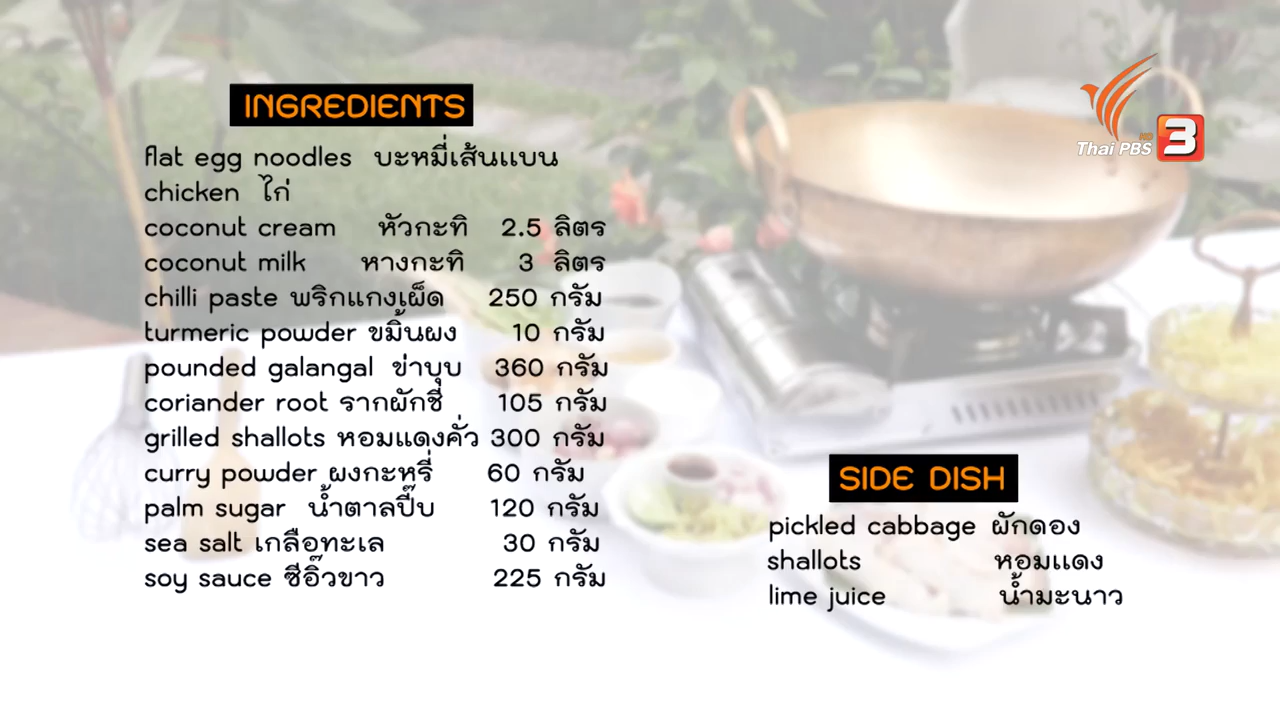 INGREDIENTS
flat egg noodles บะหมี่เส้นแบน
chicken ไก่
coconut cream หัวกะทิ 2.5 ลิตร
coconut milk หางกะทิ 3 ลิตร
chilli paste พริกแกงเผ็ด 250 กรัม
turmeric powder ขมิ้นผง 10 กรัม
pounded galangal ข่าบุบ 360 กรัม
coriander root รากผักชี 105 กรัม
grilled shallots หอมแดงคั่ว 300 กรัม
curry powder ผงกะหรี่ 60 กรัม
palm sugar น้ำตาลปี๊บ 120 กรัม
sea salt เกลือทะเล 30 กรัม
soy sauce ซีอิ๊วขาว 225 กรัม
Thai PBS HD 3
SIDE DISH
pickled cabbage ผักดอง
shallots หอมแดง
lime juice น้ำมะนาว